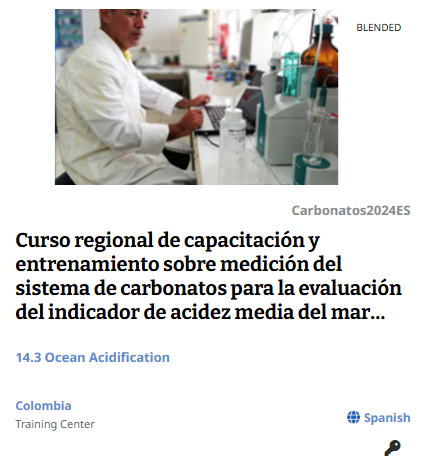 BLENDED
Carbonatos2024ES
Curso regional de capacitación y
entrenamiento sobre medición del
sistema de carbonatos para la evaluación
del indicador de acidez media del mar...
14.3 Ocean Acidification
Colombia
Training Center
Spanish